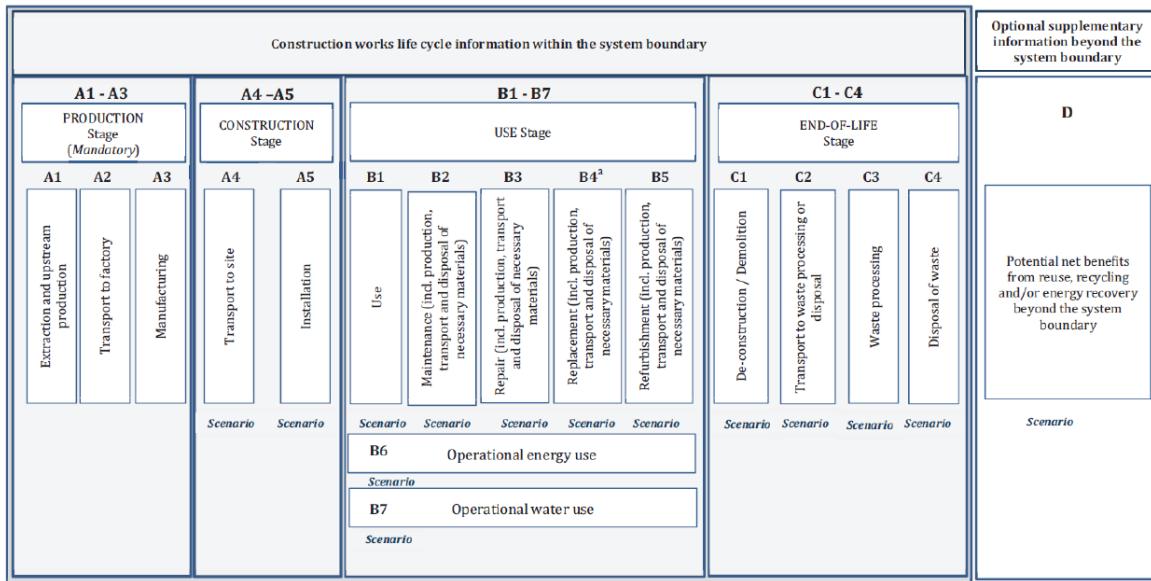 Construction works life cycle information within the system boundary
Optional supplementary
information beyond the
system boundary
A1 - A3
PRODUCTION
Stage
(Mandatory)
A1
A2
A3
Extraction and upstream
production
Transport to factory
Manufacturing
A4 –A5
CONSTRUCTION
Stage
A4
A5
Transport to site
Installation
Scenario
Scenario
B1 - B7
USE Stage
B1
B2
B3
B4ª
B5
Use
Maintenance (incl. production,
transport and disposal of
necessary materials)
Repair (incl. production, transport
and disposal of necessary
materials)
Replacement (incl. production,
transport and disposal of
necessary materials)
Refurbishment (incl. production,
transport and disposal of
necessary materials)
Scenario
Scenario
Scenario
Scenario
Scenario
B6
Operational energy use
Scenario
B7
Operational water use
Scenario
C1 - C4
END-OF-LIFE
Stage
C1
C2
C3
C4
De-construction / Demolition
Transport to waste processing or
disposal
Waste processing
Disposal of waste
Scenario
Scenario
Scenario
Scenario
D
Potential net benefits
from reuse, recycling
and/or energy recovery
beyond the system
boundary
Scenario